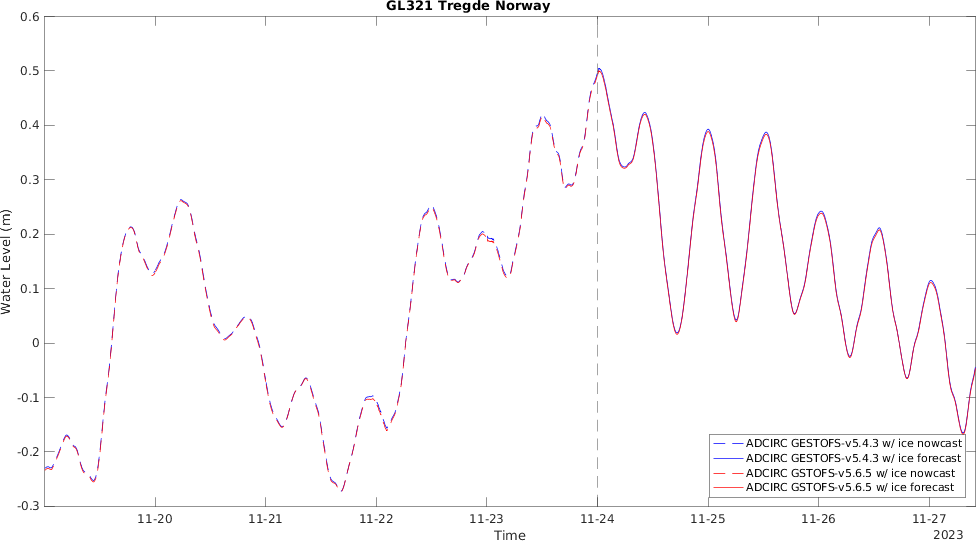 GL321 Tregde Norway
0.6
0.5
0.4
0.3
0.2
0.1
0
-0.1
-0.2
-0.3
Water Level (m)
ADCIRC GESTOFS-v5.4.3 w/ ice nowcast
ADCIRC GESTOFS-v5.4.3 w/ ice forecast
ADCIRC GSTOFS-v5.6.5 w/ ice nowcast
ADCIRC GSTOFS-v5.6.5 w/ ice forecast
11-20 11-21 11-22 11-23 11-24 11-25 11-26 11-27
Time
2023